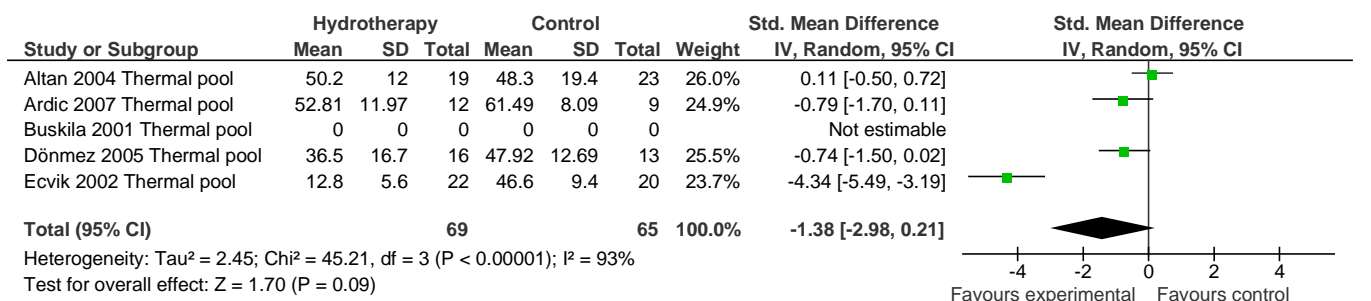 Hydrotherapy Control Std. Mean Difference Std. Mean Difference
Study or Subgroup Mean SD Total Mean SD Total Weight IV, Random, 95% CI IV, Random, 95% CI
Altan 2004 Thermal pool 50.2 12 19 48.3 19.4 23 26.0% 0.11 [-0.50, 0.72]
Ardic 2007 Thermal pool 52.81 11.97 12 61.49 8.09 9 24.9% -0.79 [-1.70, 0.11]
Buskila 2001 Thermal pool 0 0 0 0 0 0 Not estimable
Dönmez 2005 Thermal pool 36.5 16.7 16 47.92 12.69 13 25.5% -0.74 [-1.50, 0.02]
Ecvik 2002 Thermal pool 12.8 5.6 22 46.6 9.4 20 23.7% -4.34 [-5.49, -3.19]
Total (95% CI) 69 65 100.0% -1.38 [-2.98, 0.21]
Heterogeneity: Tau² = 2.45; Chi² = 45.21, df = 3 (P < 0.00001); I² = 93%
Test for overall effect: Z = 1.70 (P = 0.09)
-4 -2 0 2 4
Favours experimental Favours control